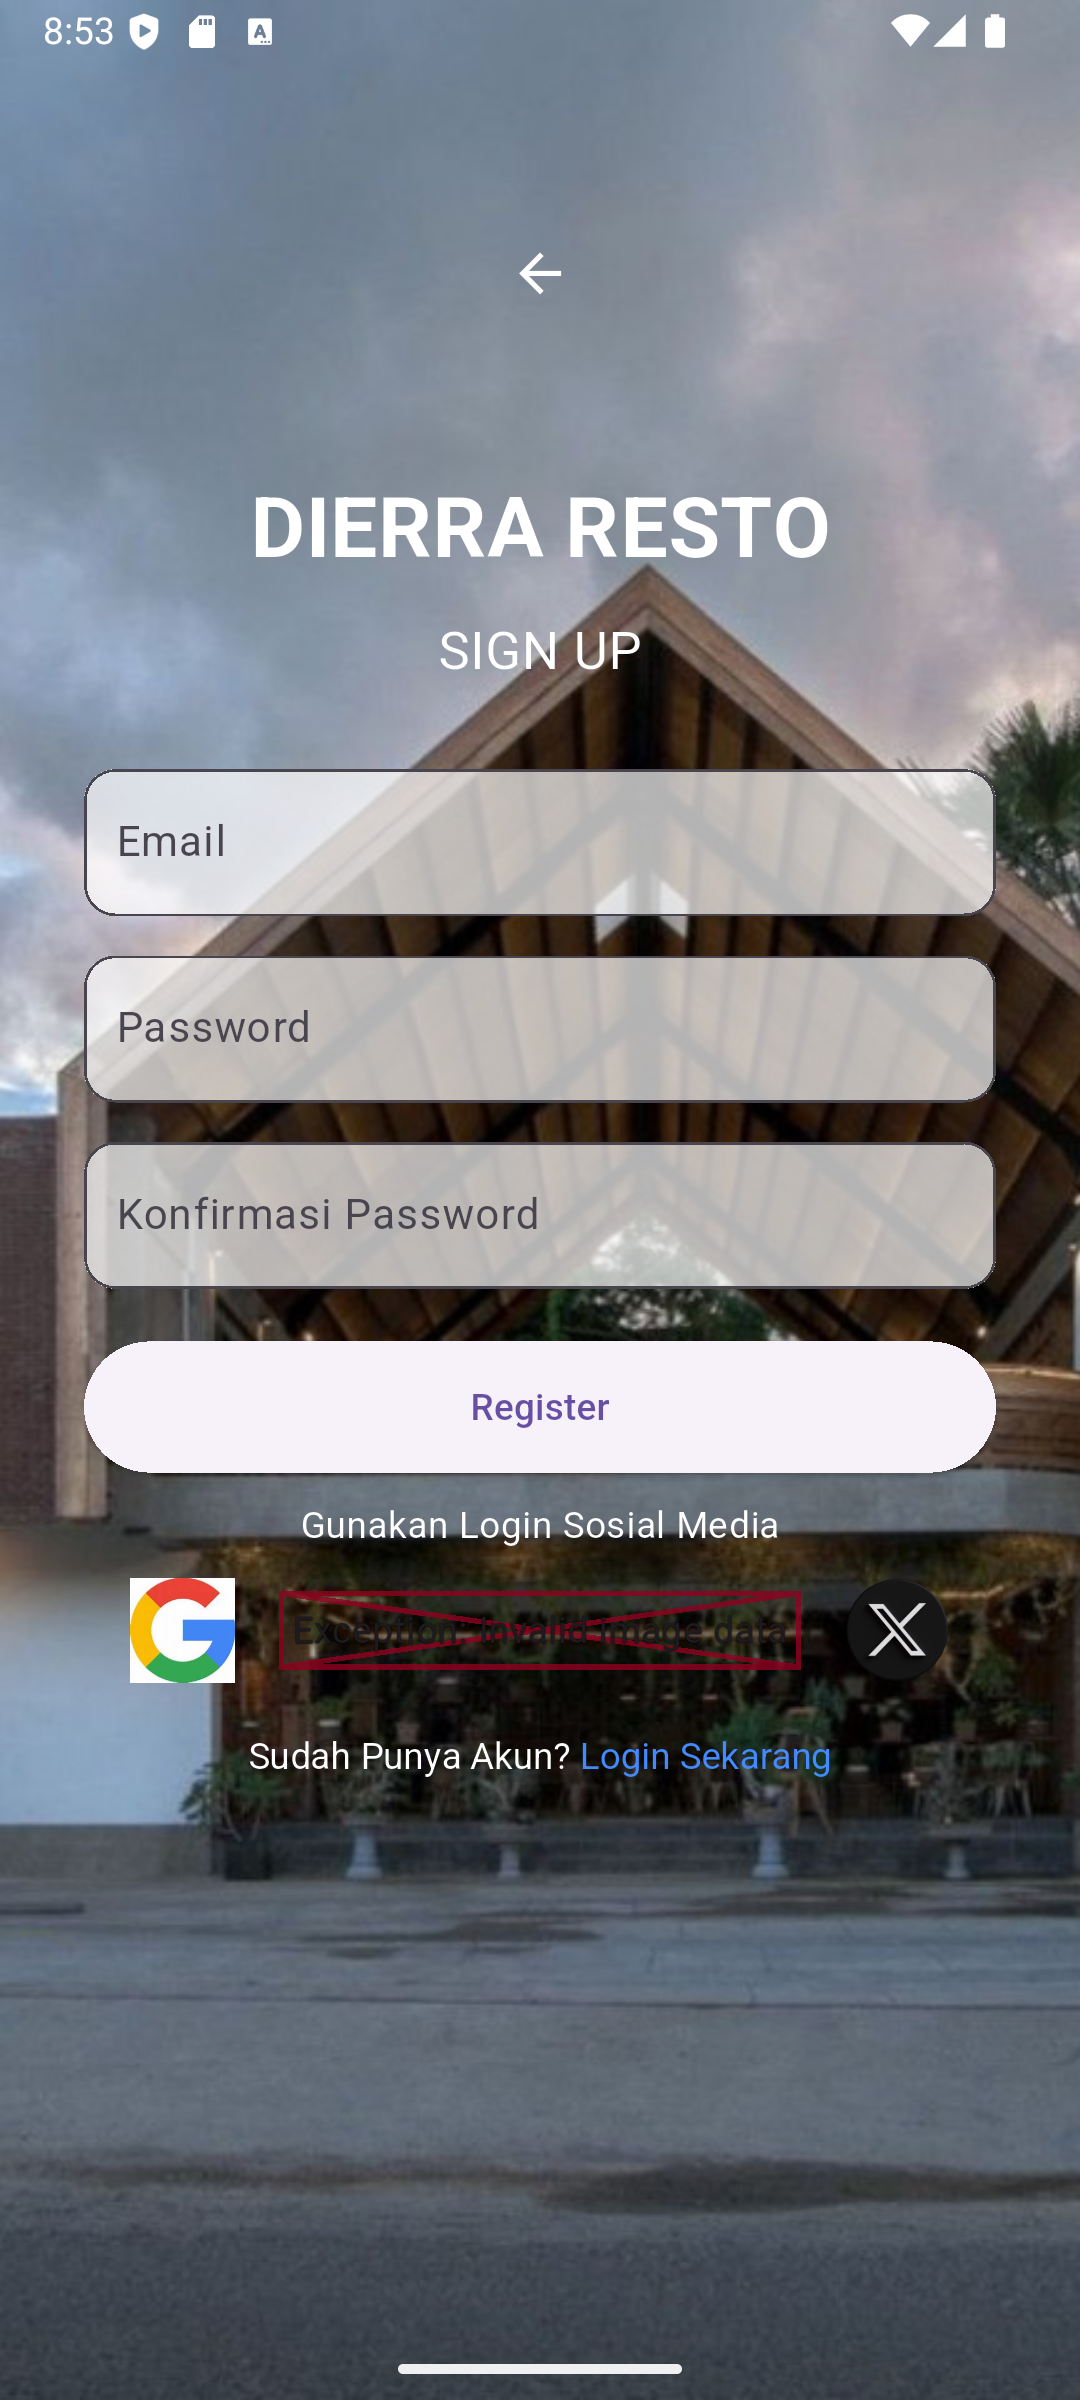 8:53
DIERRA RESTO
SIGN UP
Email
Password
Konfirmasi Password
Register
Gunakan Login Sosial Media
Exception: Invalid image data
Sudah Punya Akun? Login Sekarang